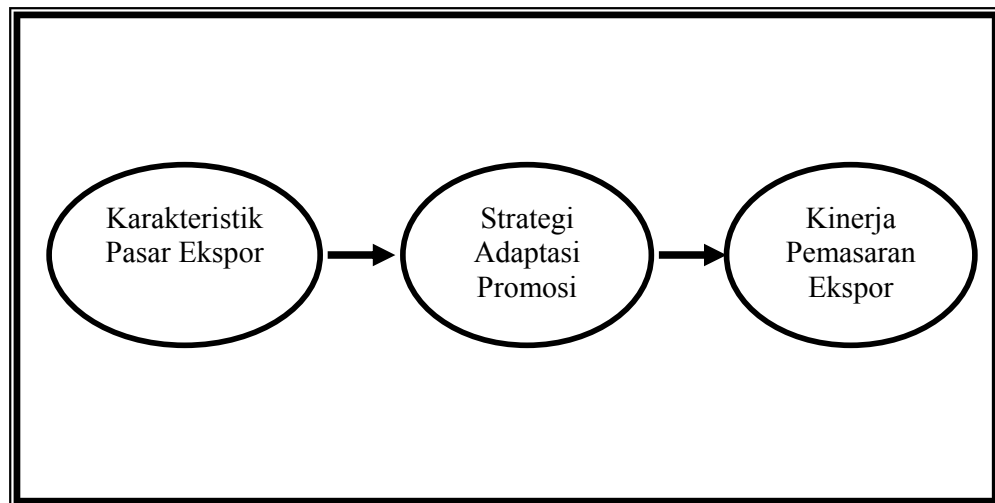 Karakteristik
Pasar Ekspor
Strategi
Adaptasi
Promosi
Kinerja
Pemasaran
Ekspor